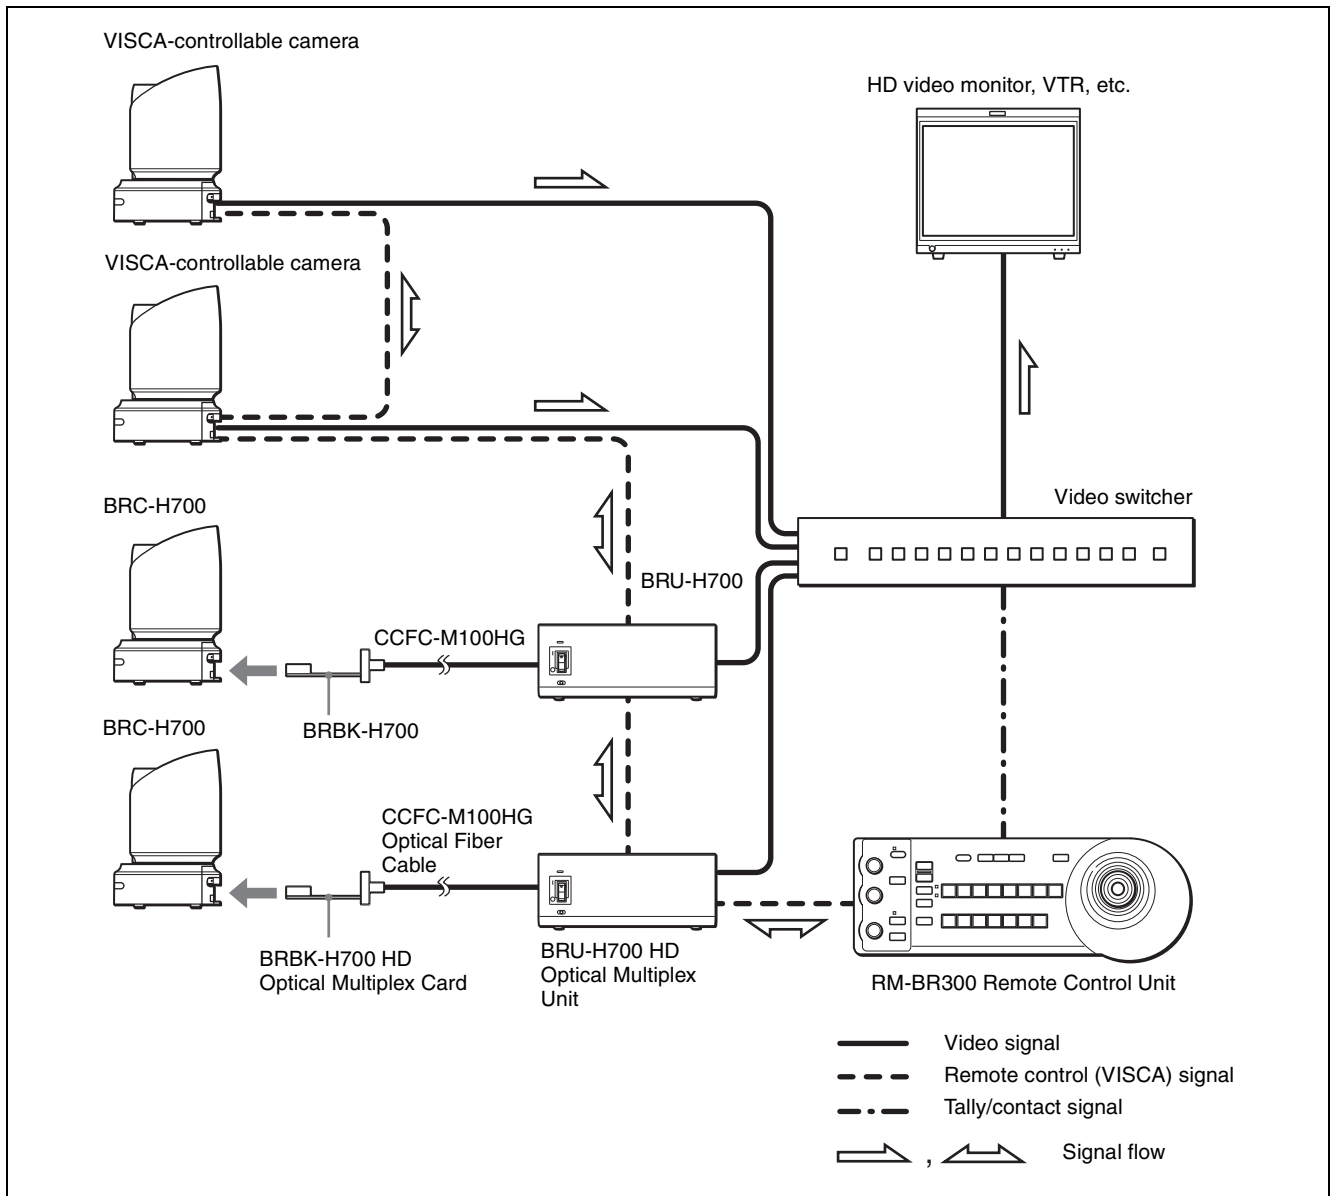 VISCA-controllable camera
HD video monitor, VTR, etc.
VISCA-controllable camera
Video switcher
BRC-H700
BRU-H700
CCFC-M100HG
BRBK-H700
BRC-H700
CCFC-M100HG
Optical Fiber
Cable
BRBK-H700 HD
Optical Multiplex Card
BRU-H700 HD
Optical Multiplex
Unit
RM-BR300 Remote Control Unit
Video signal
Remote control (VISCA) signal
Tally/contact signal
, Signal flow